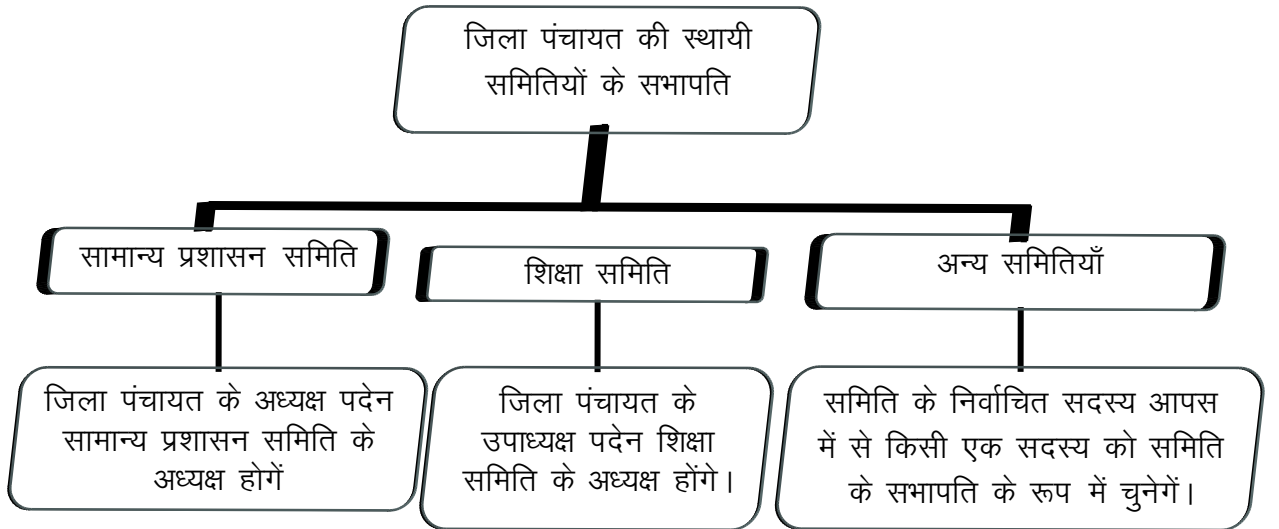 जिला पंचायत की स्थायी
समितियों के सभापति
सामान्य प्रशासन समिति
शिक्षा समिति
अन्य समितियाँ
जिला पंचायत के अध्यक्ष पदेन
सामान्य प्रशासन समिति के
अध्यक्ष होगें
जिला पंचायत के
उपाध्यक्ष पदेन शिक्षा
समिति के अध्यक्ष होंगे।
समिति के निर्वाचित सदस्य आपस
में से किसी एक सदस्य को समिति
के सभापति के रूप में चुनेगें।